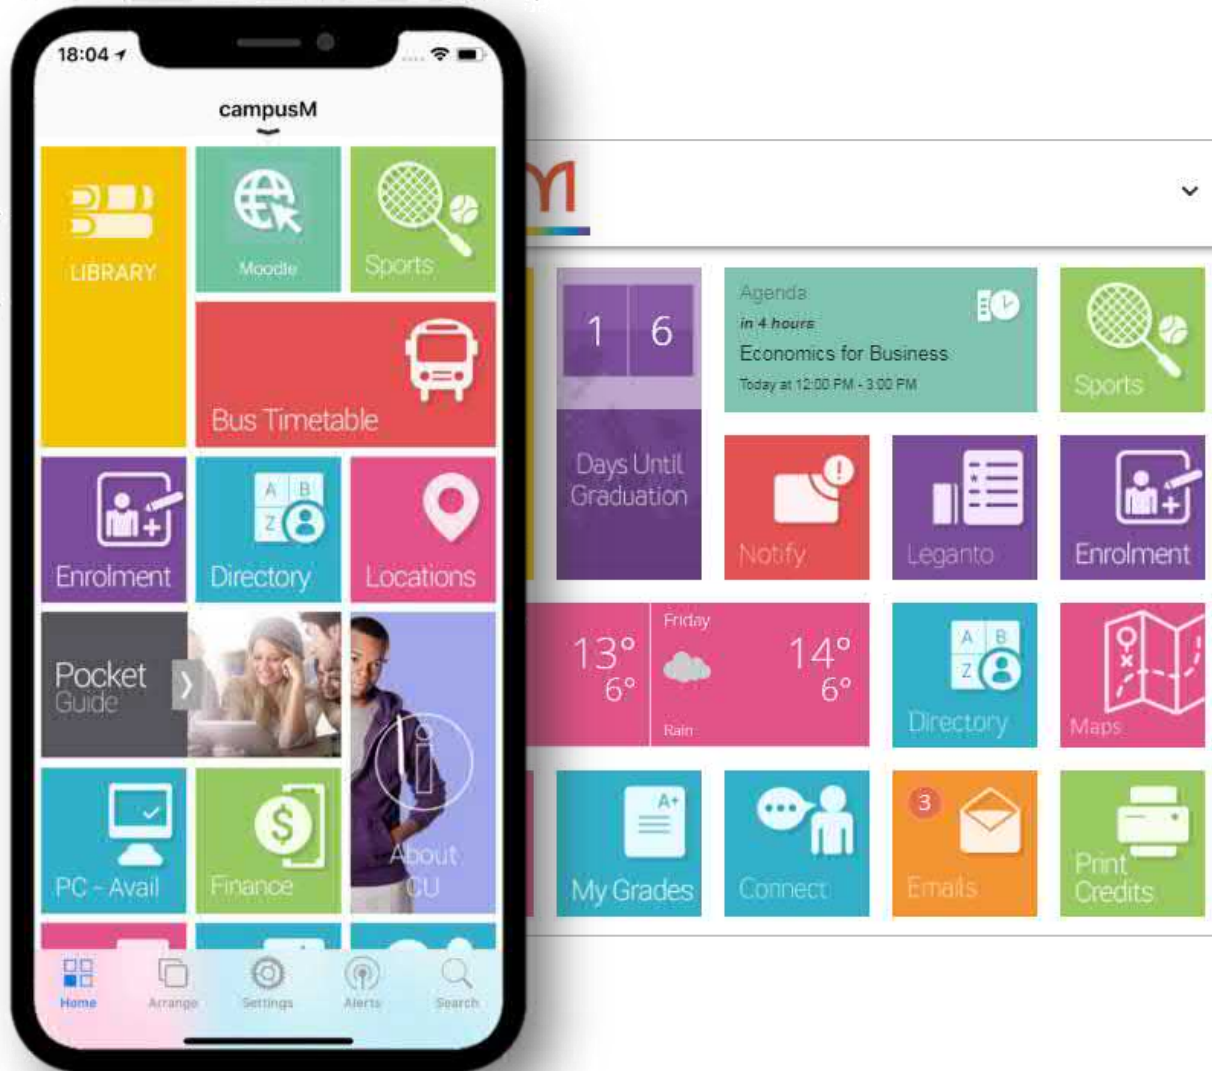 18:04
campusM
LIBRARY
Moodle
Sports
Bus Timetable
A B
Z
Enrolment
Directory
Locations
Pocket
Guide
PC - Avail
Finance
$
About
CU
Home
Arrange
Settings
Alerts
Search
M
1 6
Days Until
Graduation
Agenda
in 4 hours
Economics for Business
Today at 12:00 PM - 3:00 PM
Sports
Notify
Leganto
Enrolment
13°
6°
Friday
14°
6°
Rain
A B
Z
Directory
Maps
A+
My Grades
Connect
3
Emails
Print
Credits